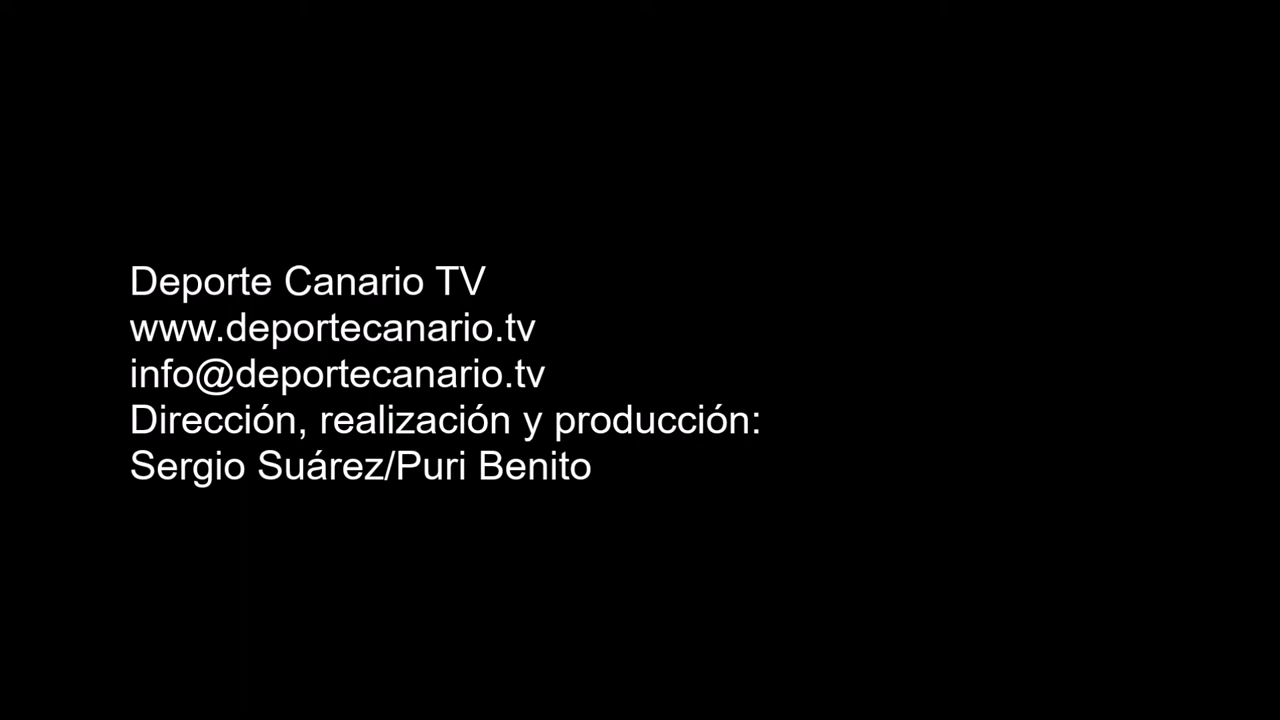 Deporte Canario TV
www.deportecanario.tv
info@deportecanario.tv
Dirección, realización y producción:
Sergio Suárez/Puri Benito